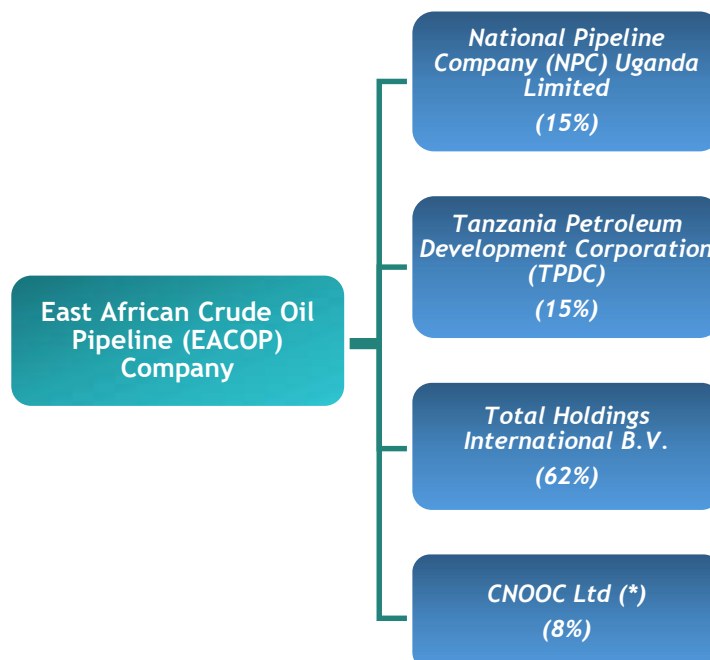 National Pipeline
Company (NPC) Uganda
Limited
(15%)
Tanzania Petroleum
Development Corporation
(TPDC)
(15%)
East African Crude Oil
Pipeline (EACOP)
Company
Total Holdings
International B.V.
(62%)
CNOOC Ltd (*)
(8%)